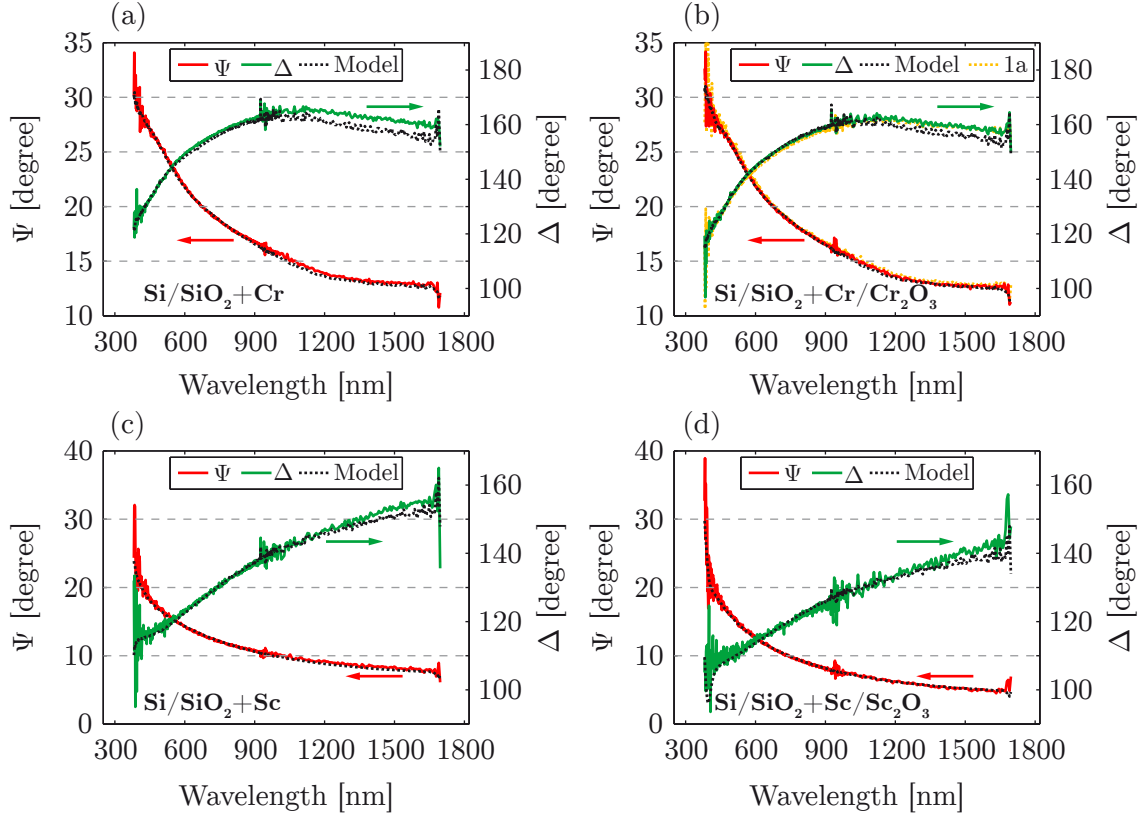 (a)
(b)
Ψ Δ Model
Ψ Δ Model 1a
35
30
25
20
15
10
Ψ [degree]
180
160
140
120
100
Δ [degree]
35
30
25
20
15
10
Ψ [degree]
180
160
140
120
100
Δ [degree]
Si/SiO₂+Cr
Si/SiO₂+Cr/Cr₂O₃
300 600 900 1200 1500 1800
300 600 900 1200 1500 1800
Wavelength [nm]
Wavelength [nm]
(c)
(d)
Ψ Δ Model
Ψ Δ Model
40
30
20
10
0
Ψ [degree]
160
140
120
100
Δ [degree]
40
30
20
10
0
Ψ [degree]
160
140
120
100
Δ [degree]
Si/SiO₂+Sc
Si/SiO₂+Sc/Sc₂O₃
300 600 900 1200 1500 1800
300 600 900 1200 1500 1800
Wavelength [nm]
Wavelength [nm]